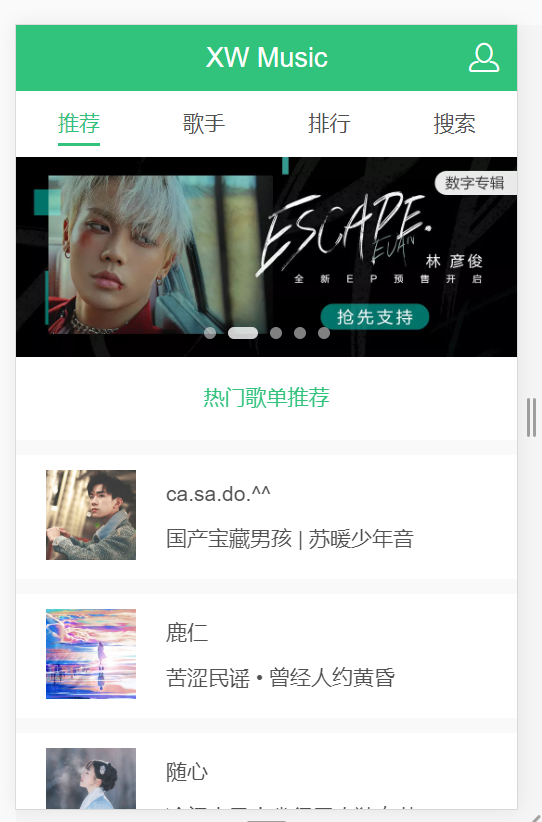 XW Music
推荐 歌手 排行 搜索
数字专辑
ESCAPE.
EVAN
林 彦俊
全新EP预售开启
抢先支持
热门歌单推荐
ca.sa.do.^^
国产宝藏男孩 | 苏暖少年音
鹿仁
苦涩民谣 • 曾经人约黄昏
随心